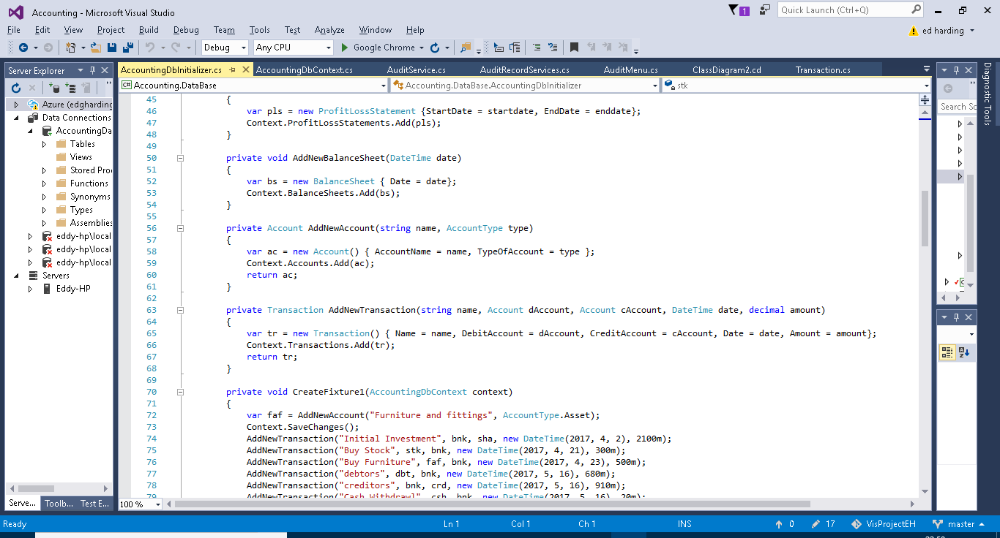 Accounting - Microsoft Visual Studio
1
Quick Launch (Ctrl+Q)
File Edit View Project Build Debug Team Tools Test Analyze Window Help
ed harding
Debug Any CPU Google Chrome
Server Explorer
Azure (edgharding
Data Connections
AccountingDa
Tables
Views
Stored Pro
Functions
Synonyms
Types
Assemblies
eddy-hp\local
eddy-hp\local
eddy-hp\local
Servers
Eddy-HP
Serve... Toolb... Test E...
AccountingDbInitializer.cs AccountingDbContext.cs AuditService.cs AuditRecordServices.cs AuditMenu.cs ClassDiagram2.cd Transaction.cs
C# Accounting.DataBase Accounting.DataBase.AccountingDbInitializer stk
45 {
46 var pls = new ProfitLossStatement {StartDate = startdate, EndDate = enddate};
47 Context.ProfitLossStatements.Add(pls);
48 }
49
50 private void AddNewBalanceSheet(DateTime date)
51 {
52 var bs = new BalanceSheet { Date = date};
53 Context.BalanceSheets.Add(bs);
54 }
55
56 private Account AddNewAccount(string name, AccountType type)
57 {
58 var ac = new Account() { AccountName = name, TypeOfAccount = type };
59 Context.Accounts.Add(ac);
60 return ac;
61 }
62
63 private Transaction AddNewTransaction(string name, Account dAccount, Account cAccount, DateTime date, decimal amount)
64 {
65 var tr = new Transaction() { Name = name, DebitAccount = dAccount, CreditAccount = cAccount, Date = date, Amount = amount};
66 Context.Transactions.Add(tr);
67 return tr;
68 }
69
70 private void CreateFixture1(AccountingDbContext context)
71 {
72 var faf = AddNewAccount("Furniture and fittings", AccountType.Asset);
73 Context.SaveChanges();
74 AddNewTransaction("Initial Investment", bnk, sha, new DateTime(2017, 4, 2), 2100m);
75 AddNewTransaction("Buy Stock", stk, bnk, new DateTime(2017, 4, 21), 300m);
76 AddNewTransaction("Buy Furniture", faf, bnk, new DateTime(2017, 4, 23), 500m);
77 AddNewTransaction("debtors", dbt, bnk, new DateTime(2017, 5, 16), 680m);
78 AddNewTransaction("creditors", bnk, crd, new DateTime(2017, 5, 16), 910m);
79 AddNewTransaction("Cash Withdrawl", csh, bnk, new DateTime(2017, 5, 16), 20m);
100 %
Search So
Diagnostic Tools
Ready Ln 1 Col 1 Ch 1 INS 0 17 VisProjectEH master